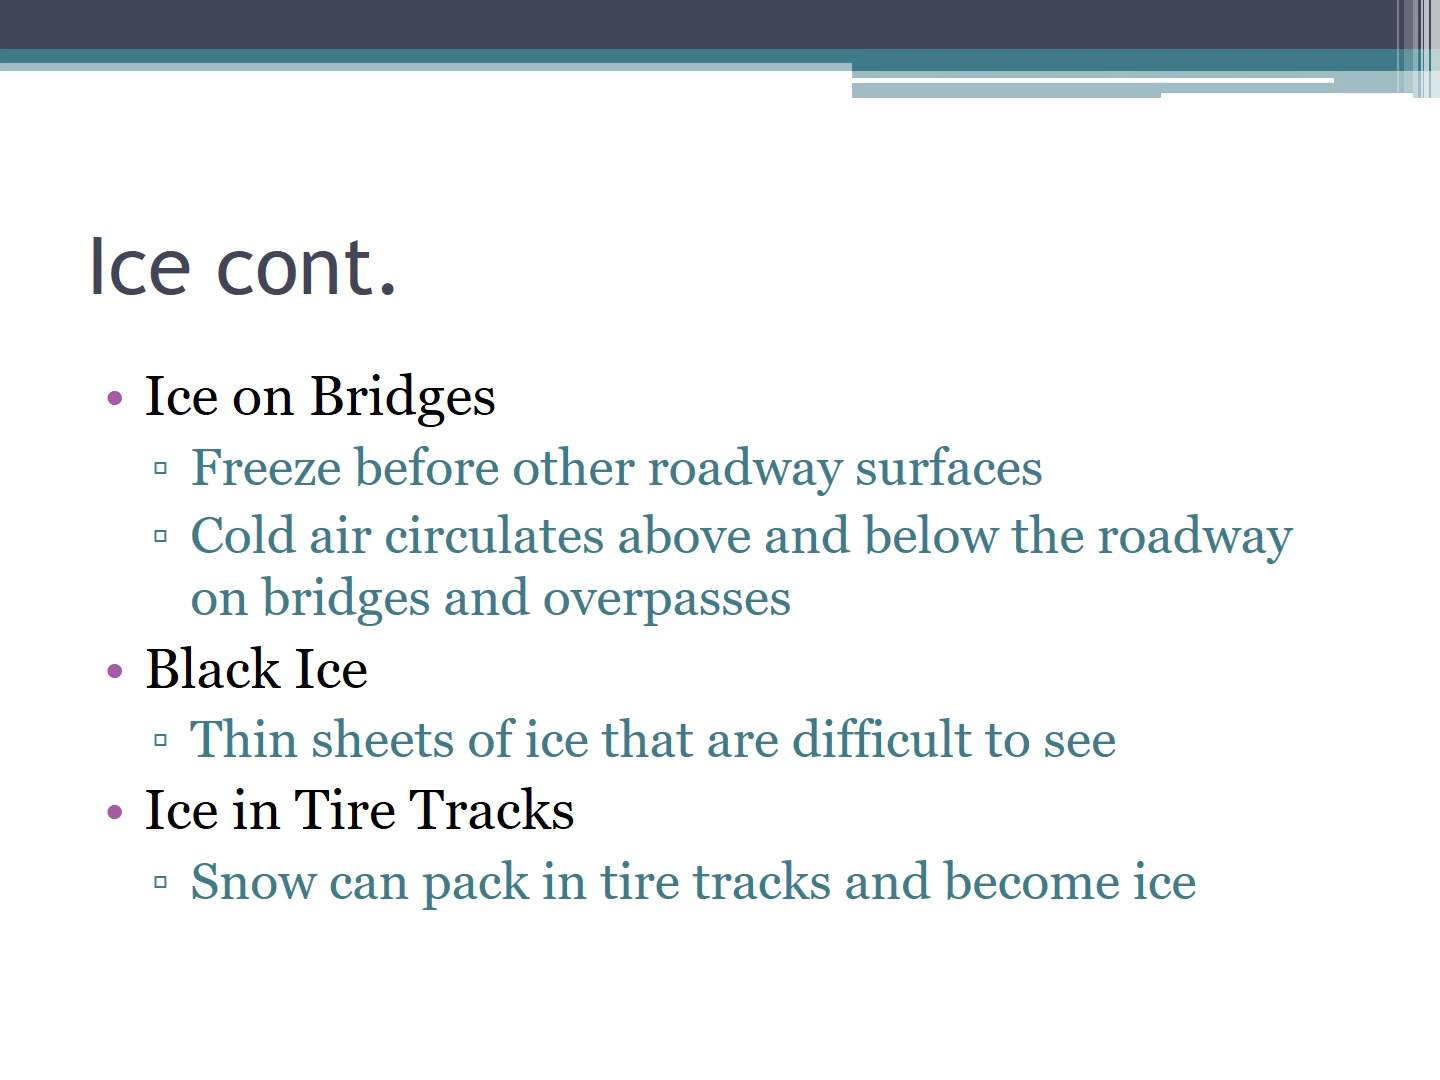 Ice cont.
• Ice on Bridges
▫ Freeze before other roadway surfaces
▫ Cold air circulates above and below the roadway
on bridges and overpasses
• Black Ice
▫ Thin sheets of ice that are difficult to see
• Ice in Tire Tracks
▫ Snow can pack in tire tracks and become ice